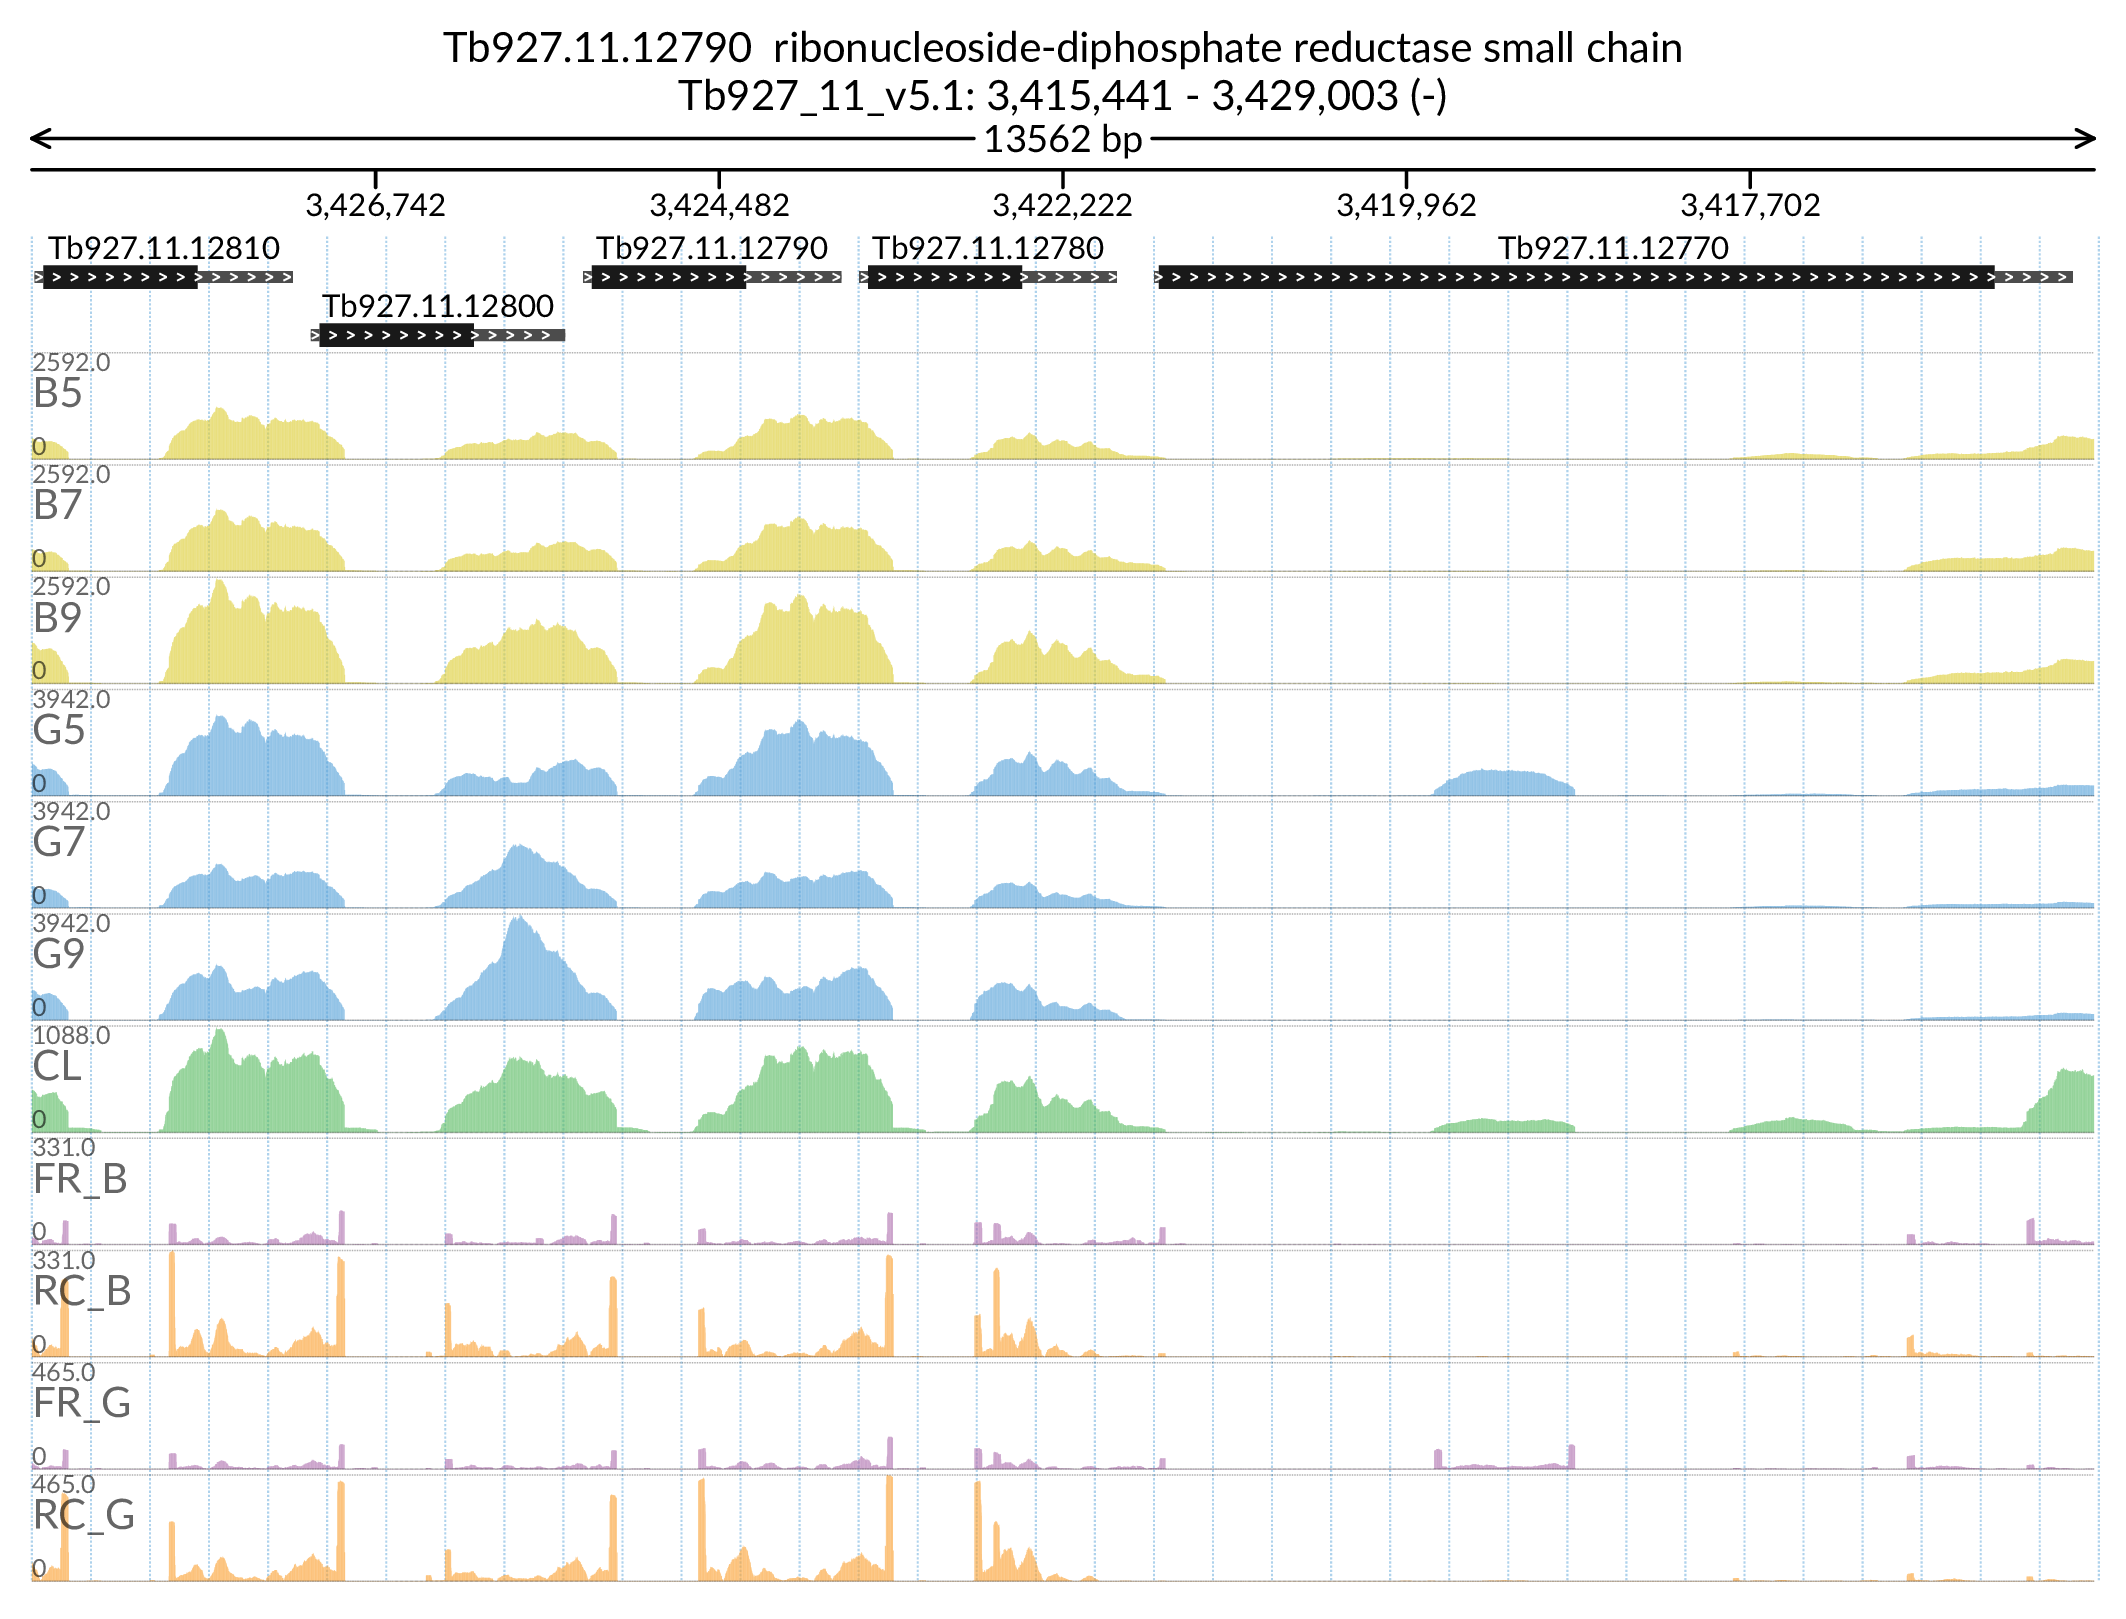 Tb927.11.12790  ribonucleoside-diphosphate reductase small chain
Tb927_11_v5.1: 3,415,441 - 3,429,003 (-)
13562 bp
3,426,742 3,424,482 3,422,222 3,419,962 3,417,702
Tb927.11.12810 Tb927.11.12790 Tb927.11.12780 Tb927.11.12770
Tb927.11.12800
2592.0
B5
0
2592.0
B7
0
2592.0
B9
0
3942.0
G5
0
3942.0
G7
0
3942.0
G9
0
1088.0
CL
0
331.0
FR_B
0
331.0
RC_B
0
465.0
FR_G
0
465.0
RC_G
0